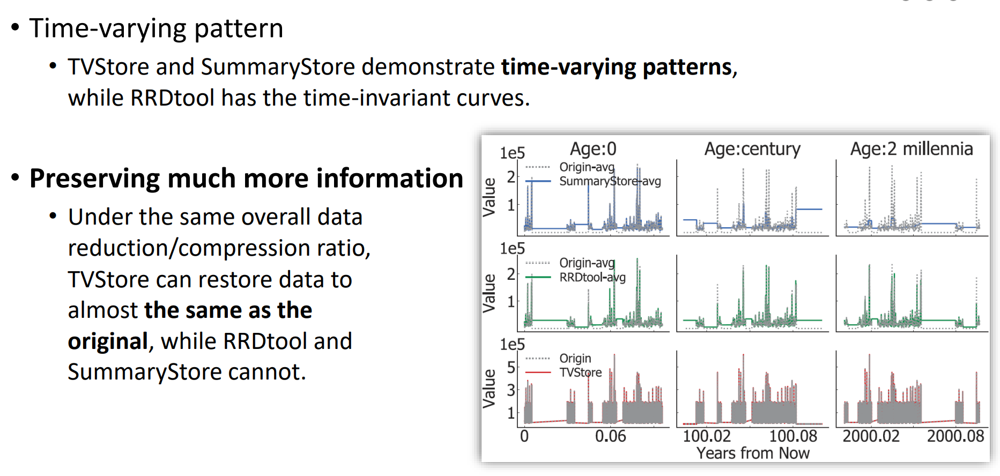 • Time-varying pattern
• TVStore and SummaryStore demonstrate time-varying patterns,
while RRDtool has the time-invariant curves.
• Preserving much more information
• Under the same overall data
reduction/compression ratio,
TVStore can restore data to
almost the same as the
original, while RRDtool and
SummaryStore cannot.
Age:0 Age:century Age:2 millennia
1e5
Origin-avg
SummaryStore-avg
Value
2
1
1e5
Origin-avg
RRDtool-avg
Value
2
1
1e5
Origin
TVStore
Value
5
3
1
0 0.06 100.02 100.08 2000.02 2000.08
Years from Now